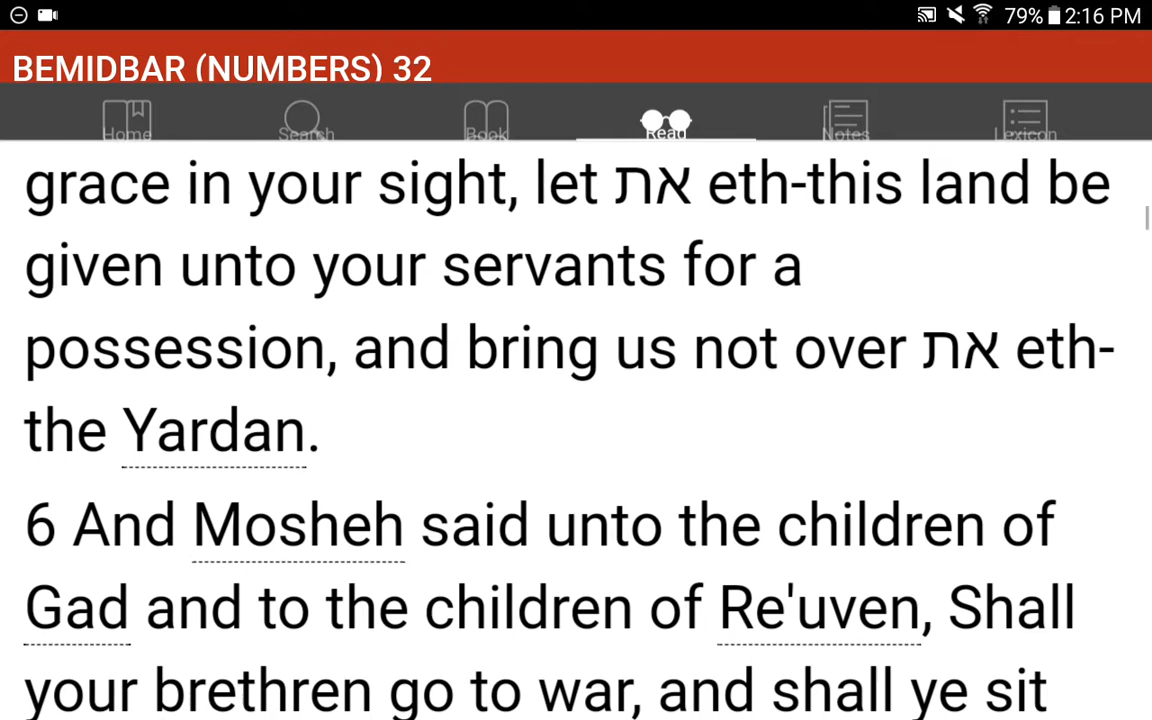 79% 2:16 PM
BEMIDBAR (NUMBERS) 32
Home Search Book Read Notes Lexicon
grace in your sight, let את eth-this land be
given unto your servants for a
possession, and bring us not over את eth-
the Yardan.
6 And Mosheh said unto the children of
Gad and to the children of Re'uven, Shall
your brethren go to war, and shall ye sit